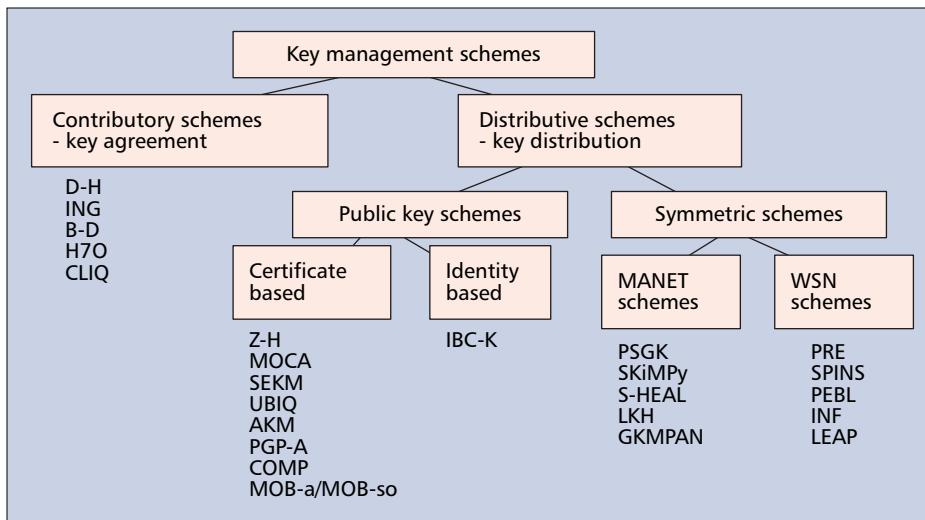 Key management schemes
Contributory schemes
- key agreement
Distributive schemes
- key distribution
D-H
ING
B-D
H7O
CLIQ
Public key schemes
Symmetric schemes
Certificate
based
Identity
based
MANET
schemes
WSN
schemes
Z-H
MOCA
SEKM
UBIQ
AKM
PGP-A
COMP
MOB-a/MOB-so
IBC-K
PSGK
SKiMPy
S-HEAL
LKH
GKMPAN
PRE
SPINS
PEBL
INF
LEAP